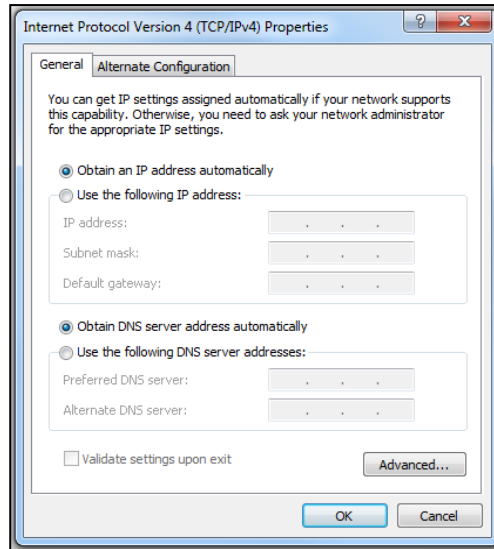 Internet Protocol Version 4 (TCP/IPv4) Properties
General
Alternate Configuration
You can get IP settings assigned automatically if your network supports
this capability. Otherwise, you need to ask your network administrator
for the appropriate IP settings.
Obtain an IP address automatically
Use the following IP address:
IP address:
Subnet mask:
Default gateway:
Obtain DNS server address automatically
Use the following DNS server addresses:
Preferred DNS server:
Alternate DNS server:
Validate settings upon exit
Advanced...
OK
Cancel